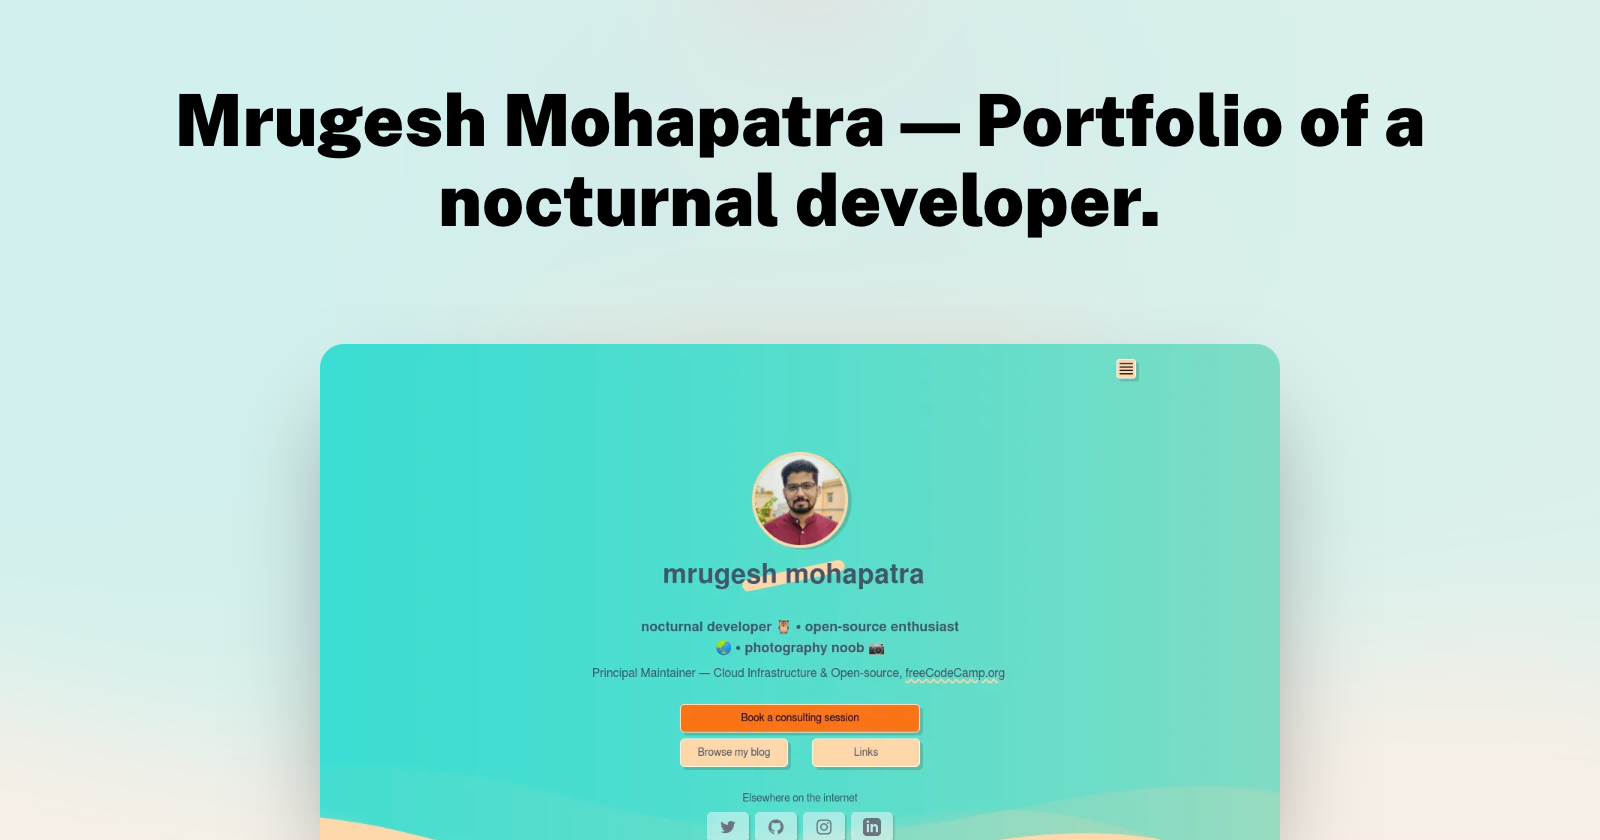 Mrugesh Mohapatra — Portfolio of a
nocturnal developer.
mrugesh mohapatra
nocturnal developer 🦉 • open-source enthusiast
🌏 • photography noob 📷
Principal Maintainer — Cloud Infrastructure & Open-source, freeCodeCamp.org
Book a consulting session
Browse my blog
Links
Elsewhere on the internet
in